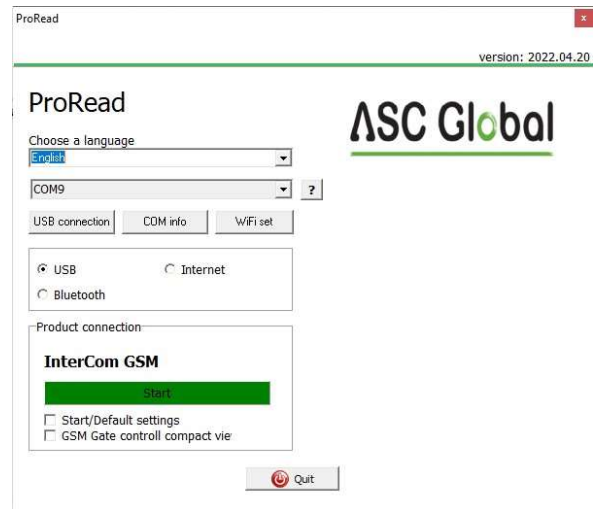 ProRead
x
version: 2022.04.20
ProRead
ASC Global
Choose a language
English
COM9
?
USB connection COM info WiFi set
USB Internet
Bluetooth
Product connection
InterCom GSM
Start
Start/Default settings
GSM Gate controll compact vie
Quit